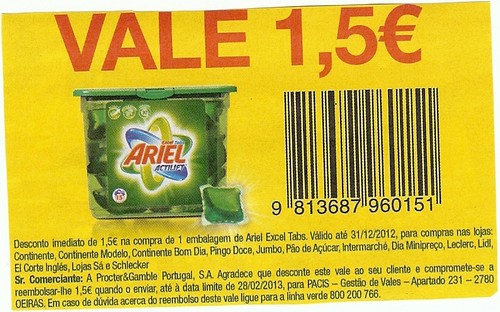 VALE 1,5€
Excel Tabs
ARIEL
ACTILIFT
15
9 813687 960151
Desconto imediato de 1,5€ na compra de 1 embalagem de Ariel Excel Tabs. Válido até 31/12/2012, para compras nas lojas:
Continente, Continente Modelo, Continente Bom Dia, Pingo Doce, Jumbo, Pão de Açúcar, Intermarché, Dia Minipreço, Leclerc, Lidl,
El Corte Inglés, Lojas Sá e Schlecker
Sr. Comerciante: A Procter&Gamble Portugal, S.A. Agradece que desconte este vale ao seu cliente e compromete-se a
reembolsar-lhe 1,5€ quando o enviar, até à data limite de 28/02/2013, para PACIS – Gestão de Vales – Apartado 231 – 2780
OEIRAS. Em caso de dúvida acerca do reembolso deste vale ligue para a linha verde 800 200 766.